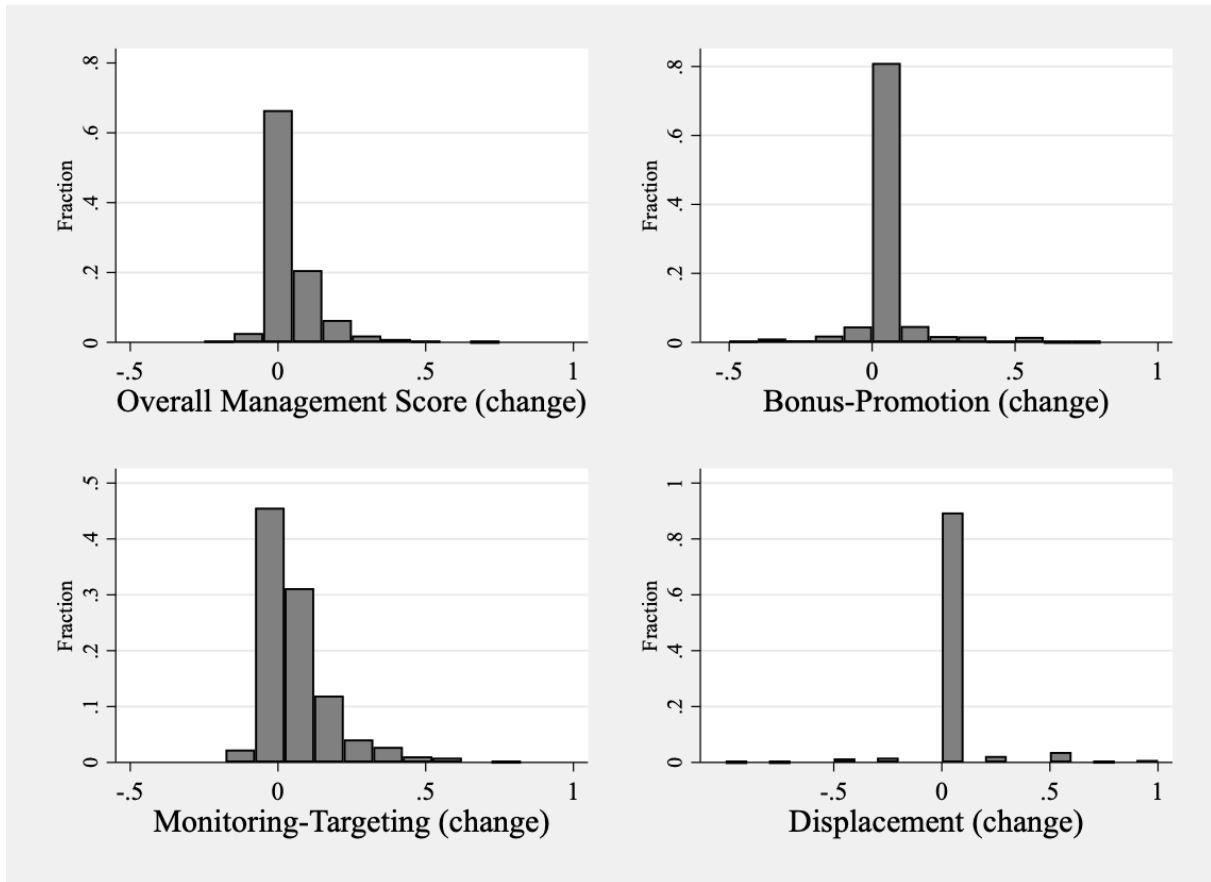 Fraction
0 .2 .4 .6 .8
-.5 0 .5 1
Overall Management Score (change)
Fraction
0 .2 .4 .6 .8
-.5 0 .5 1
Bonus-Promotion (change)
Fraction
0 .1 .2 .3 .4 .5
-.5 0 .5 1
Monitoring-Targeting (change)
Fraction
0 .2 .4 .6 .8 1
-.5 0 .5 1
Displacement (change)